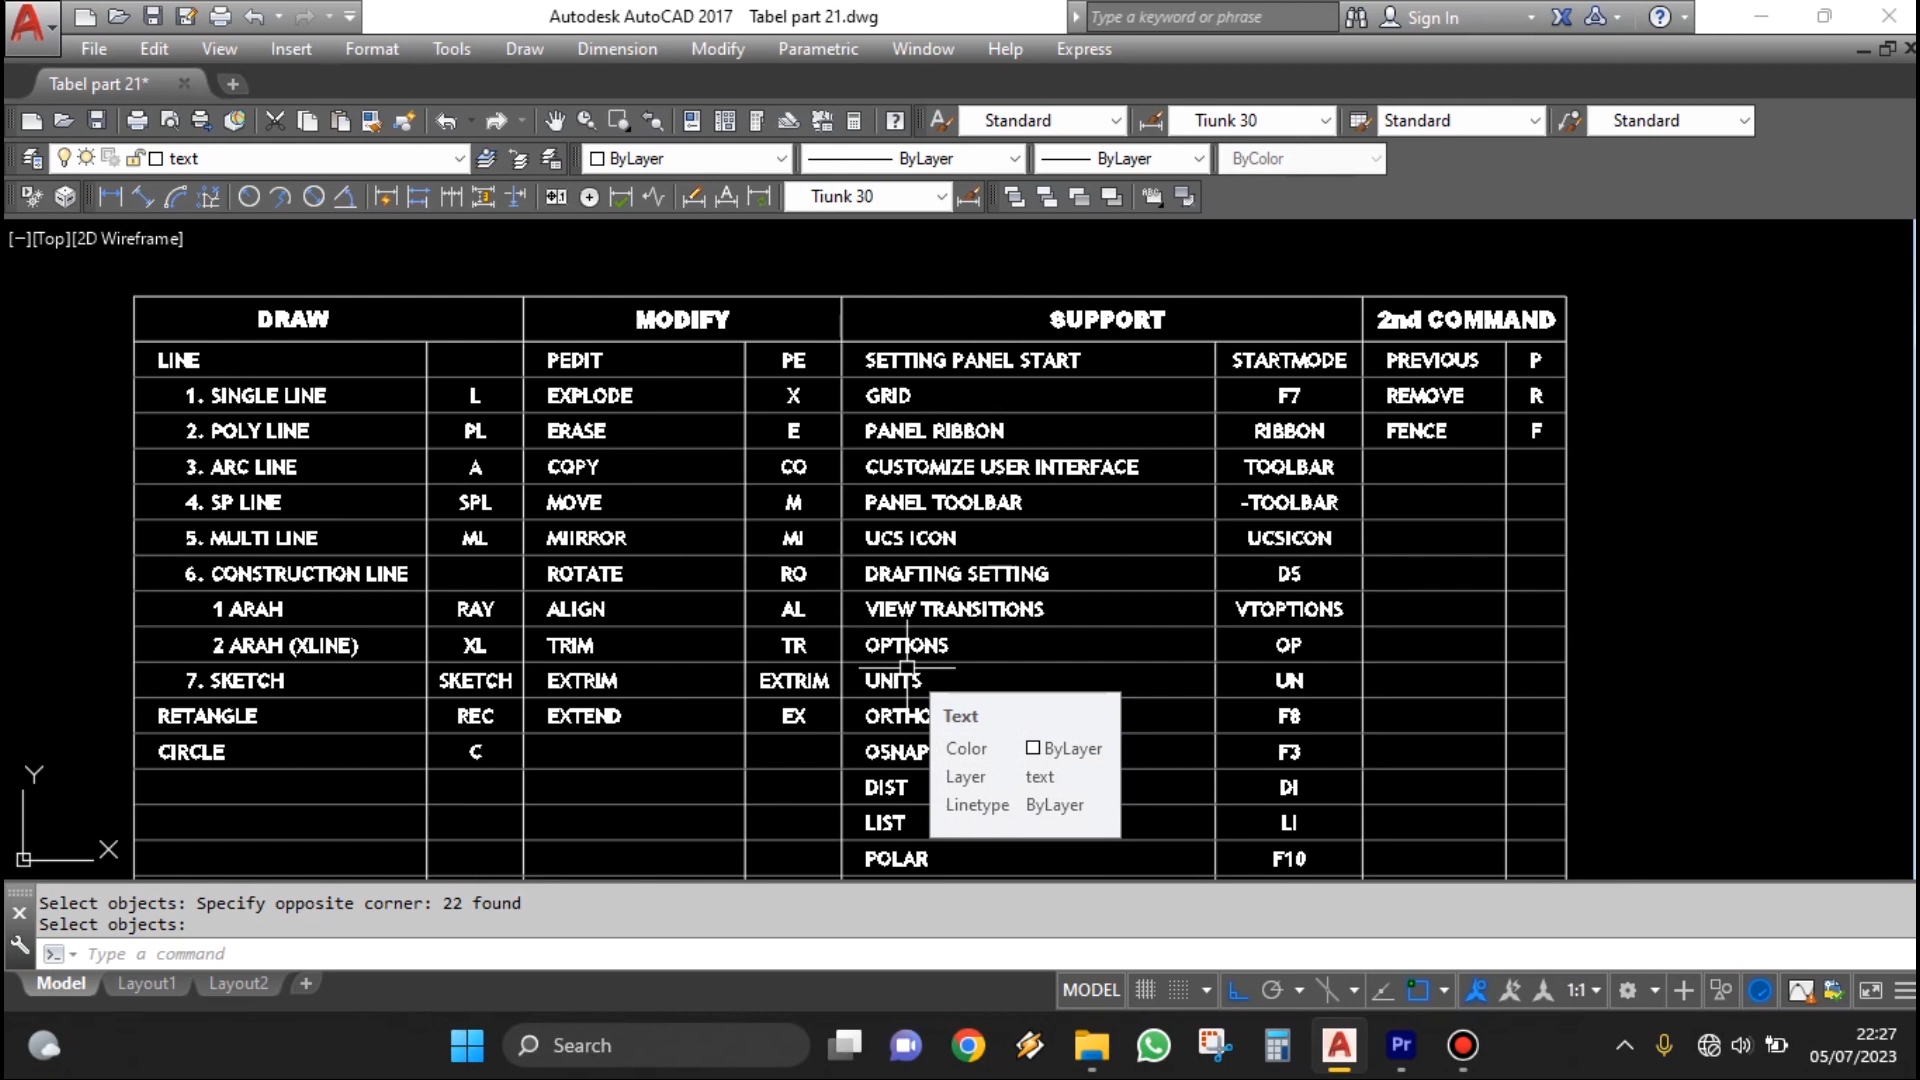 Autodesk AutoCAD 2017 Tabel part 21.dwg
Type a keyword or phrase
Sign In
File Edit View Insert Format Tools Draw Dimension Modify Parametric Window Help Express
Tabel part 21*
Standard Tiunk 30 Standard Standard
text ByLayer ByLayer ByLayer ByColor
Tiunk 30
[−][Top][2D Wireframe]
DRAW MODIFY SUPPORT 2nd COMMAND
LINE PEDIT PE SETTING PANEL START STARTMODE PREVIOUS P
1. SINGLE LINE L EXPLODE X GRID F7 REMOVE R
2. POLY LINE PL ERASE E PANEL RIBBON RIBBON FENCE F
3. ARC LINE A COPY CO CUSTOMIZE USER INTERFACE TOOLBAR
4. SP LINE SPL MOVE M PANEL TOOLBAR -TOOLBAR
5. MULTI LINE ML MIIRROR MI UCS ICON UCSICON
6. CONSTRUCTION LINE ROTATE RO DRAFTING SETTING DS
1 ARAH RAY ALIGN AL VIEW TRANSITIONS VTOPTIONS
2 ARAH (XLINE) XL TRIM TR OPTIONS OP
7. SKETCH SKETCH EXTRIM EXTRIM UNITS UN
RETANGLE REC EXTEND EX ORTHO F8
CIRCLE C OSNAP F3
DIST DI
LIST LI
POLAR F10
Text
Color ByLayer
Layer text
Linetype ByLayer
Y
X
Select objects: Specify opposite corner: 22 found
Select objects:
Type a command
Model Layout1 Layout2
MODEL 1:1
Search
Pr
22:27
05/07/2023